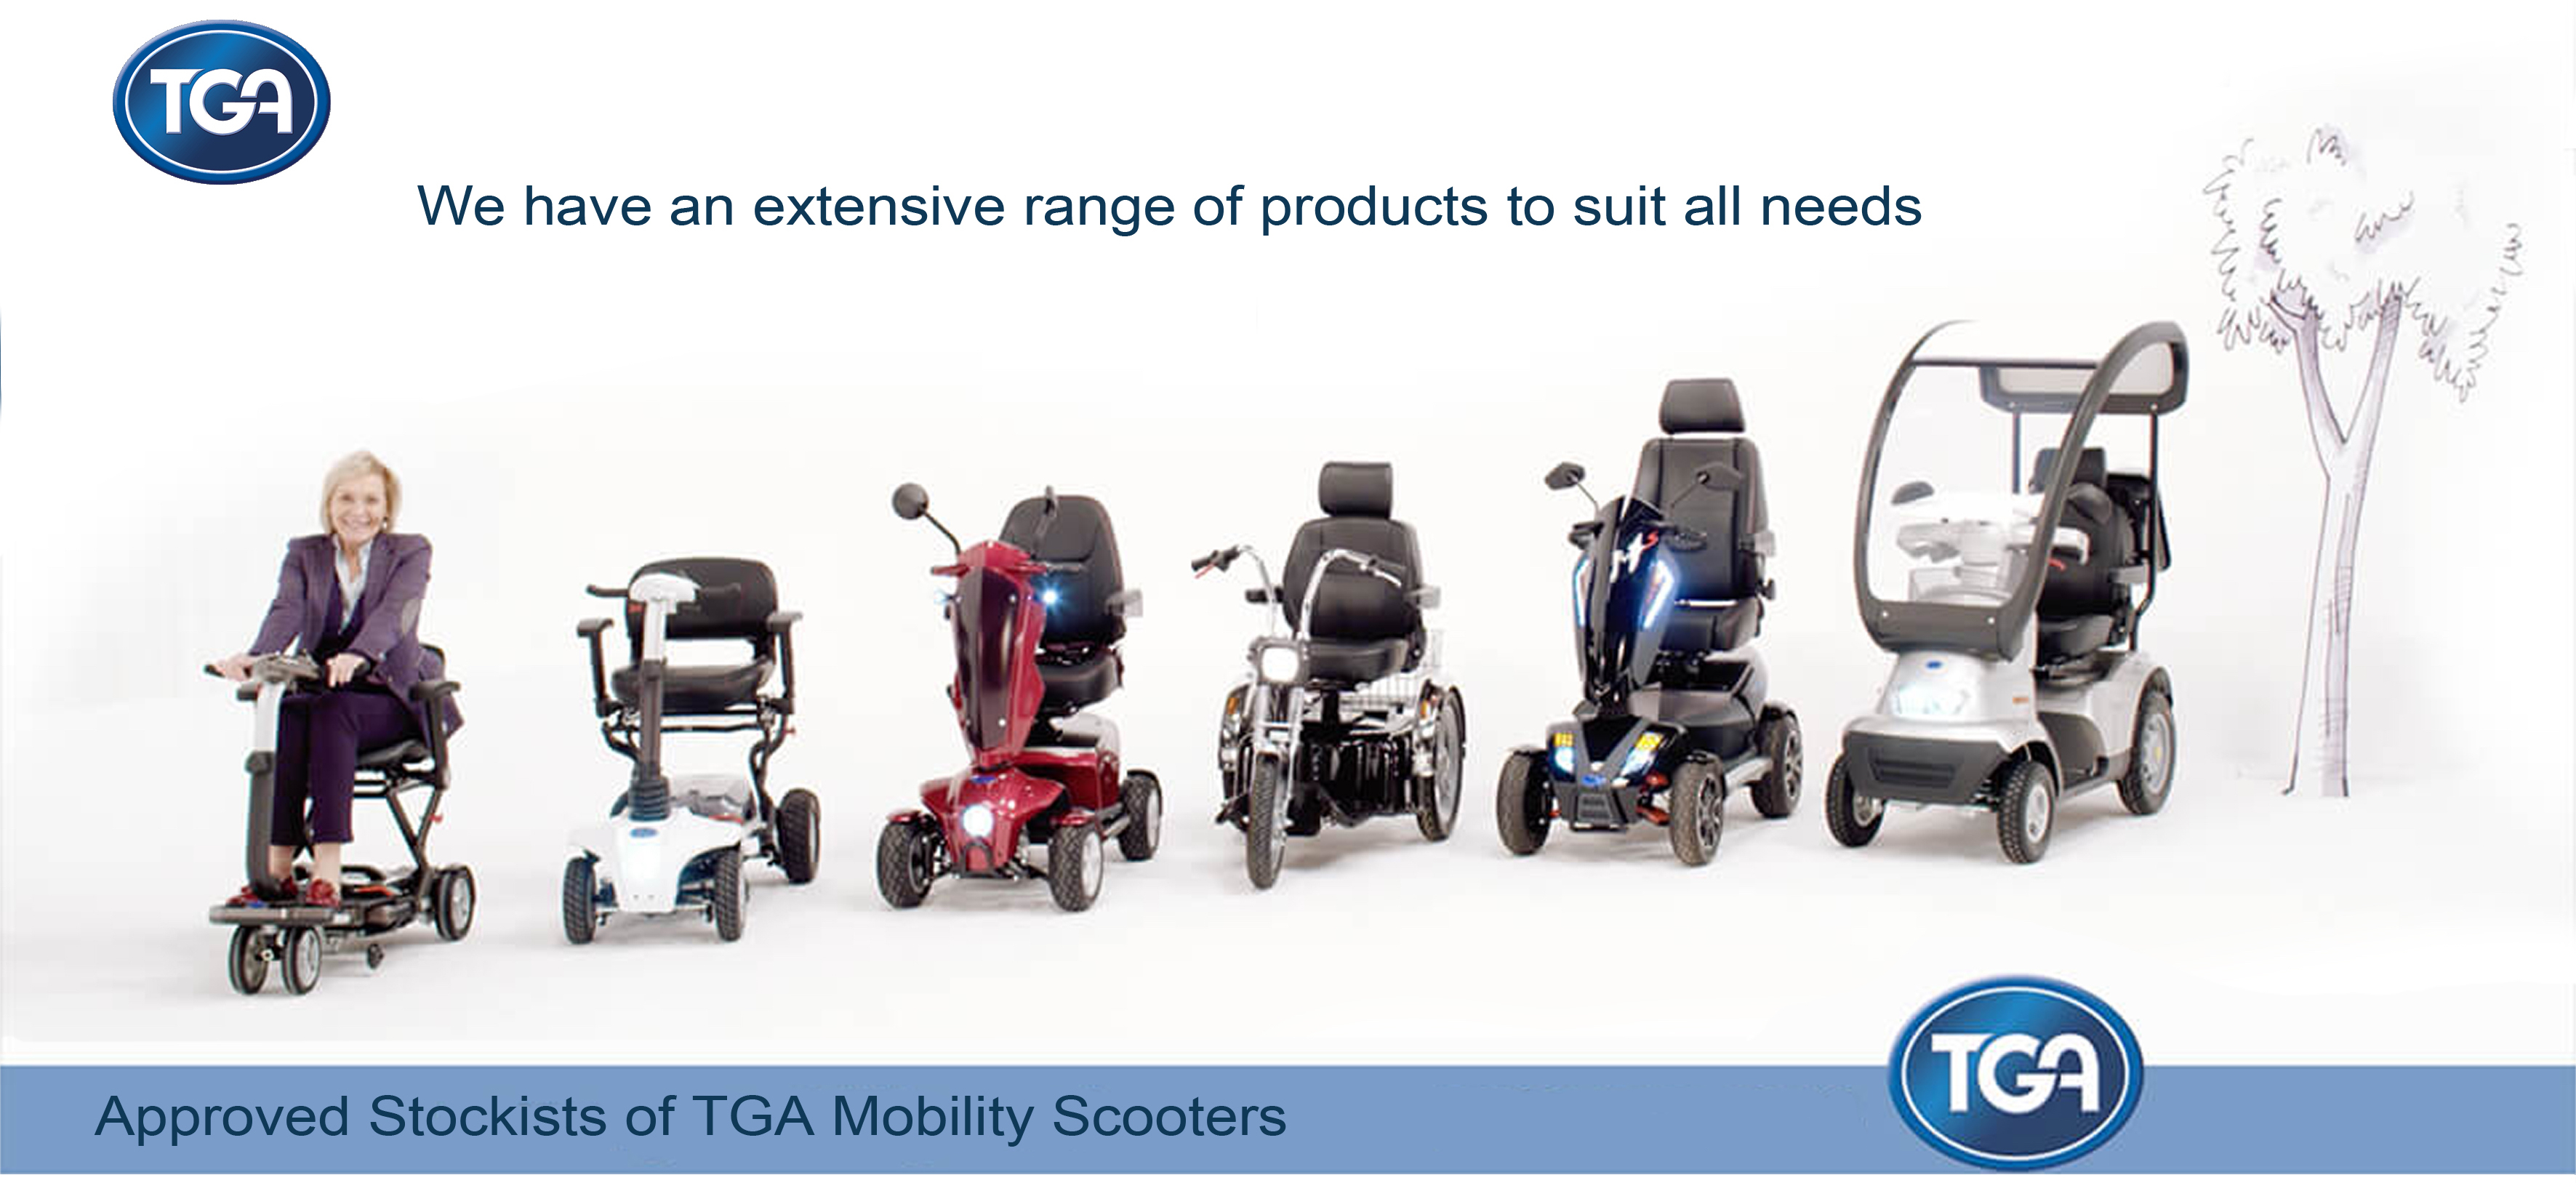 TGA
We have an extensive range of products to suit all needs
Approved Stockists of TGA Mobility Scooters
TGA